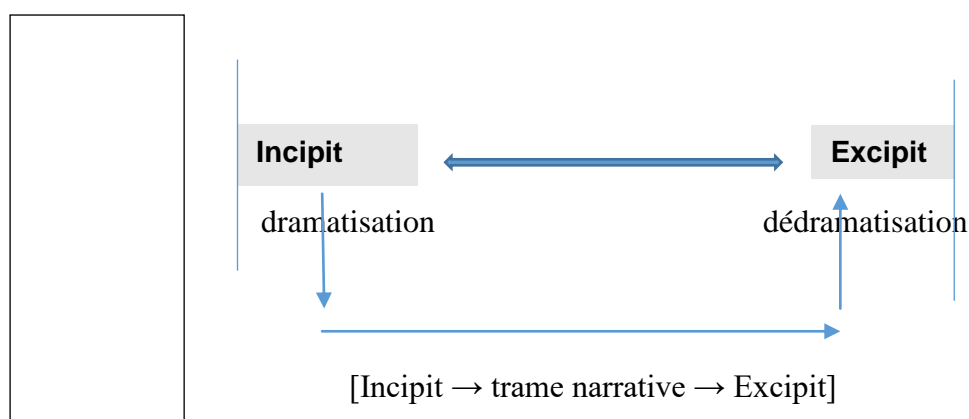 Incipit Excipit
dramatisation dédramatisation
[Incipit → trame narrative → Excipit]